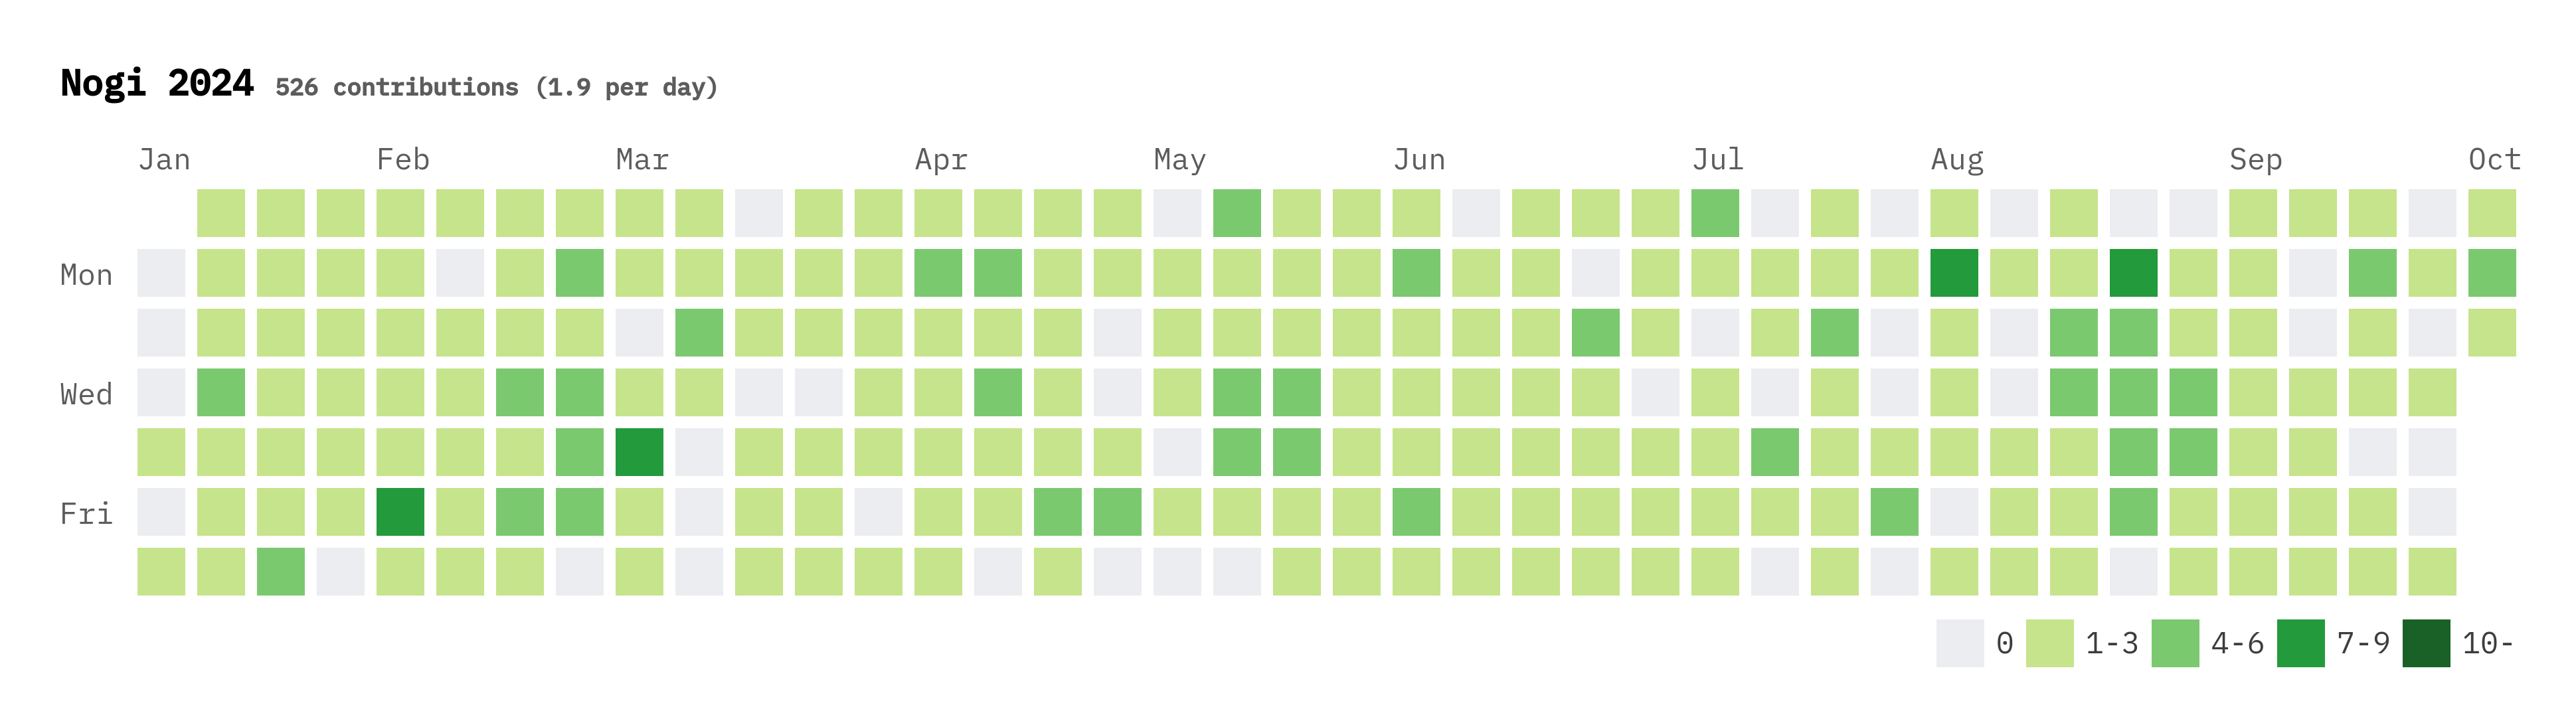 Nogi 2024 526 contributions (1.9 per day)
Jan Feb Mar Apr May Jun Jul Aug Sep Oct
Mon
Wed
Fri
0 1-3 4-6 7-9 10-